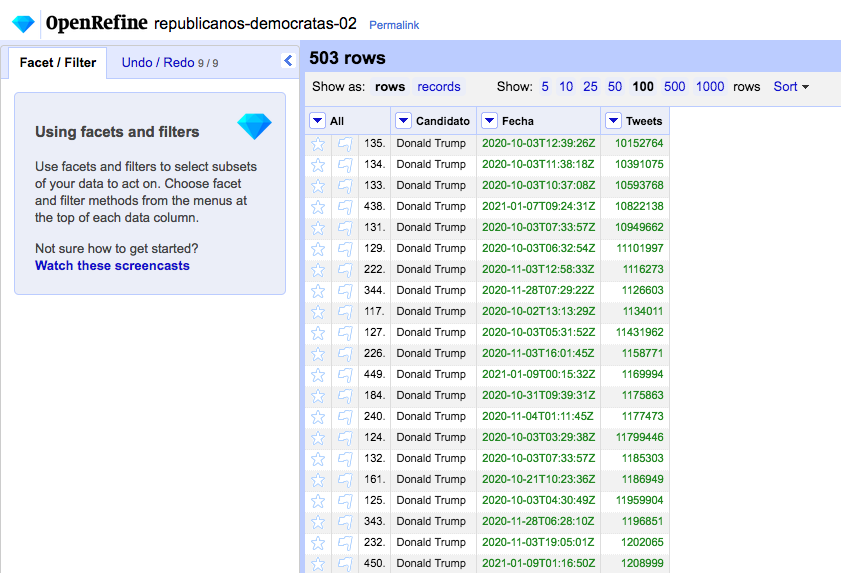 OpenRefine republicanos-democratas-02 Permalink
Facet / Filter Undo / Redo 9 / 9
Using facets and filters
Use facets and filters to select subsets
of your data to act on. Choose facet
and filter methods from the menus at
the top of each data column.
Not sure how to get started?
Watch these screencasts
503 rows
Show as: rows records Show: 5 10 25 50 100 500 1000 rows Sort
All Candidato Fecha Tweets
135. Donald Trump 2020-10-03T12:39:26Z 10152764
134. Donald Trump 2020-10-03T11:38:18Z 10391075
133. Donald Trump 2020-10-03T10:37:08Z 10593768
438. Donald Trump 2021-01-07T09:24:31Z 10822138
131. Donald Trump 2020-10-03T07:33:57Z 10949662
129. Donald Trump 2020-10-03T06:32:54Z 11101997
222. Donald Trump 2020-11-03T12:58:33Z 1116273
344. Donald Trump 2020-11-28T07:29:22Z 1126603
117. Donald Trump 2020-10-02T13:13:29Z 1134011
127. Donald Trump 2020-10-03T05:31:52Z 11431962
226. Donald Trump 2020-11-03T16:01:45Z 1158771
449. Donald Trump 2021-01-09T00:15:32Z 1169994
184. Donald Trump 2020-10-31T09:39:31Z 1175863
240. Donald Trump 2020-11-04T01:11:45Z 1177473
124. Donald Trump 2020-10-03T03:29:38Z 11799446
132. Donald Trump 2020-10-03T07:33:57Z 1185303
161. Donald Trump 2020-10-21T10:23:36Z 1186949
125. Donald Trump 2020-10-03T04:30:49Z 11959904
343. Donald Trump 2020-11-28T06:28:10Z 1196851
232. Donald Trump 2020-11-03T19:05:01Z 1202065
450. Donald Trump 2021-01-09T01:16:50Z 1208999